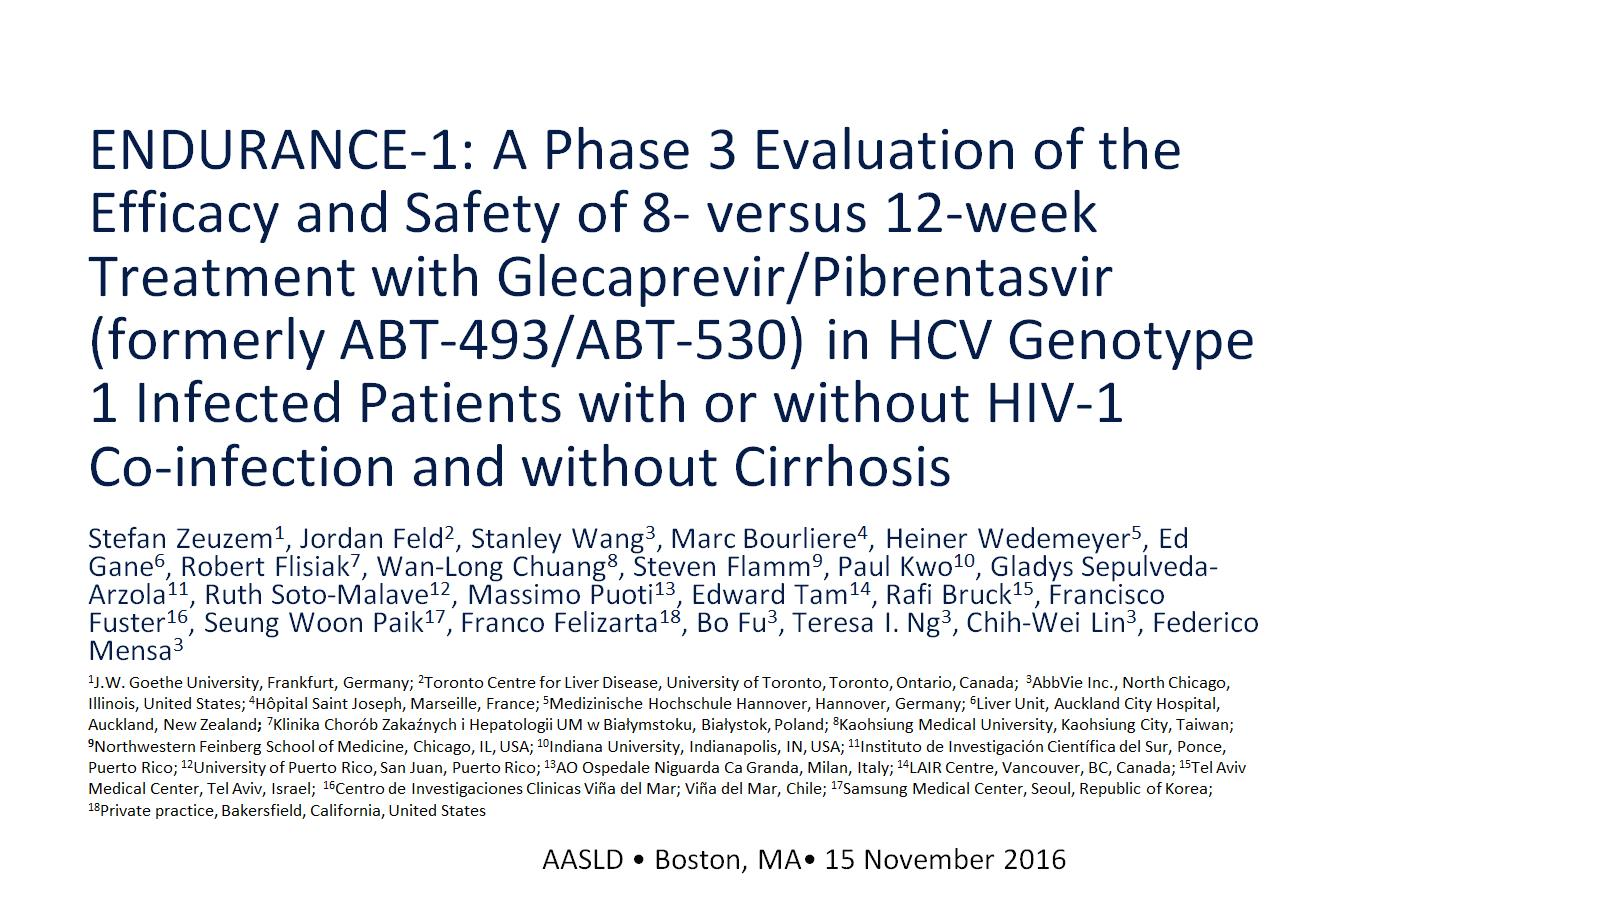 ENDURANCE-1: A Phase 3 Evaluation of the
Efficacy and Safety of 8- versus 12-week
Treatment with Glecaprevir/Pibrentasvir
(formerly ABT-493/ABT-530) in HCV Genotype
1 Infected Patients with or without HIV-1
Co-infection and without Cirrhosis
Stefan Zeuzem¹, Jordan Feld², Stanley Wang³, Marc Bourliere⁴, Heiner Wedemeyer⁵, Ed
Gane⁶, Robert Flisiak⁷, Wan-Long Chuang⁸, Steven Flamm⁹, Paul Kwo¹⁰, Gladys Sepulveda-
Arzola¹¹, Ruth Soto-Malave¹², Massimo Puoti¹³, Edward Tam¹⁴, Rafi Bruck¹⁵, Francisco
Fuster¹⁶, Seung Woon Paik¹⁷, Franco Felizarta¹⁸, Bo Fu³, Teresa I. Ng³, Chih-Wei Lin³, Federico
Mensa³
¹J.W. Goethe University, Frankfurt, Germany; ²Toronto Centre for Liver Disease, University of Toronto, Toronto, Ontario, Canada; ³AbbVie Inc., North Chicago,
Illinois, United States; ⁴Hôpital Saint Joseph, Marseille, France; ⁵Medizinische Hochschule Hannover, Hannover, Germany; ⁶Liver Unit, Auckland City Hospital,
Auckland, New Zealand; ⁷Klinika Chorób Zakaźnych i Hepatologii UM w Białymstoku, Białystok, Poland; ⁸Kaohsiung Medical University, Kaohsiung City, Taiwan;
⁹Northwestern Feinberg School of Medicine, Chicago, IL, USA; ¹⁰Indiana University, Indianapolis, IN, USA; ¹¹Instituto de Investigación Científica del Sur, Ponce,
Puerto Rico; ¹²University of Puerto Rico, San Juan, Puerto Rico; ¹³AO Ospedale Niguarda Ca Granda, Milan, Italy; ¹⁴LAIR Centre, Vancouver, BC, Canada; ¹⁵Tel Aviv
Medical Center, Tel Aviv, Israel; ¹⁶Centro de Investigaciones Clinicas Viña del Mar; Viña del Mar, Chile; ¹⁷Samsung Medical Center, Seoul, Republic of Korea;
¹⁸Private practice, Bakersfield, California, United States
AASLD • Boston, MA• 15 November 2016